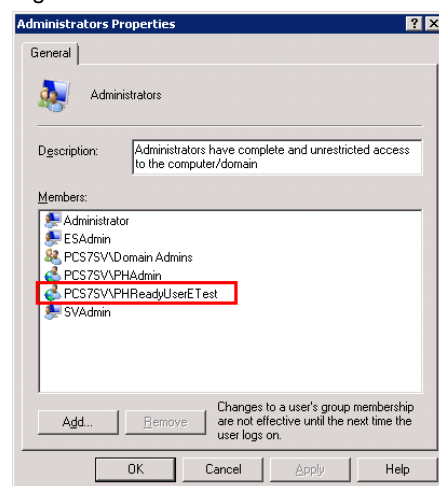 Administrators Properties
General
Administrators
Description:
Administrators have complete and unrestricted access
to the computer/domain
Members:
Administrator
ESAdmin
PCS7SV\Domain Admins
PCS7SV\PHAdmin
PCS7SV\PHReadyUserETest
SVAdmin
Add...
Remove
Changes to a user's group membership
are not effective until the next time the
user logs on.
OK
Cancel
Apply
Help